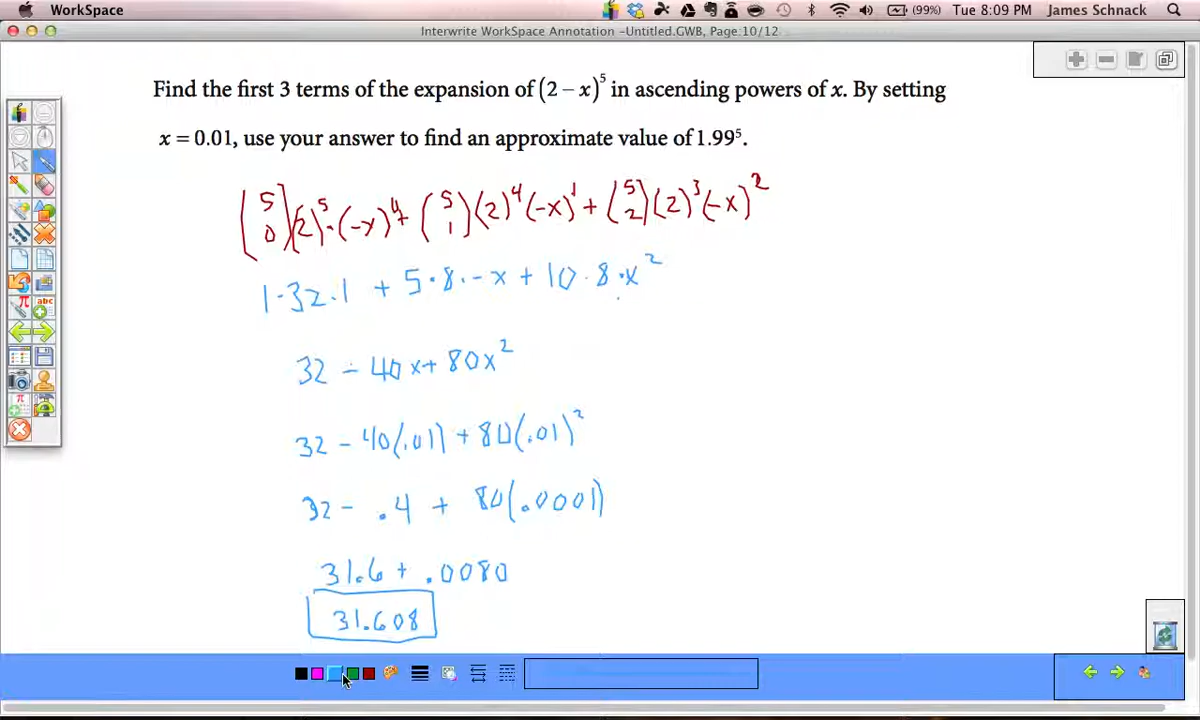 WorkSpace (99%) Tue 8:09 PM James Schnack
Interwrite WorkSpace Annotation -Untitled.GWB, Page:10/12
Find the first 3 terms of the expansion of (2 – x)⁵ in ascending powers of x. By setting
x = 0.01, use your answer to find an approximate value of 1.99⁵.
(5 0)(2)⁵·(-x)⁰ + (5 1)(2)⁴(-x)¹ + (5 2)(2)³(-x)²
1·32·1 + 5·8·-x + 10·8·x²
32 - 40x + 80x²
32 - 40(.01) + 80(.01)²
32 - .4 + 80(.0001)
31.6 + .0080
31.608
abc
π
π